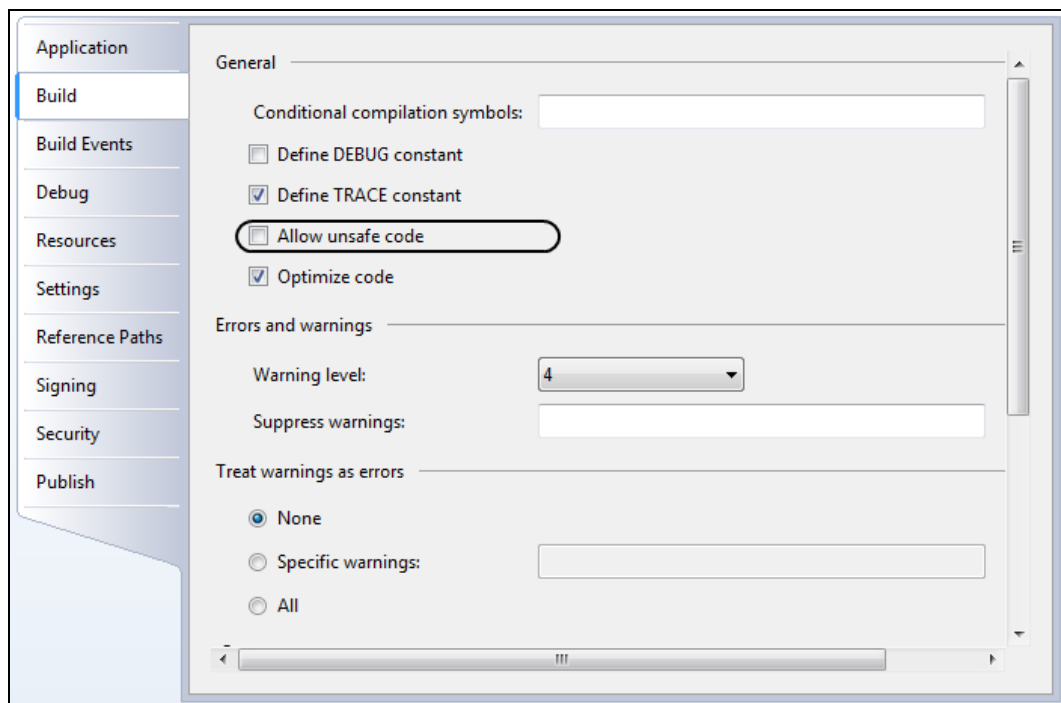 Application
Build
Build Events
Debug
Resources
Settings
Reference Paths
Signing
Security
Publish
General
Conditional compilation symbols:
Define DEBUG constant
Define TRACE constant
Allow unsafe code
Optimize code
Errors and warnings
Warning level:
4
Suppress warnings:
Treat warnings as errors
None
Specific warnings:
All